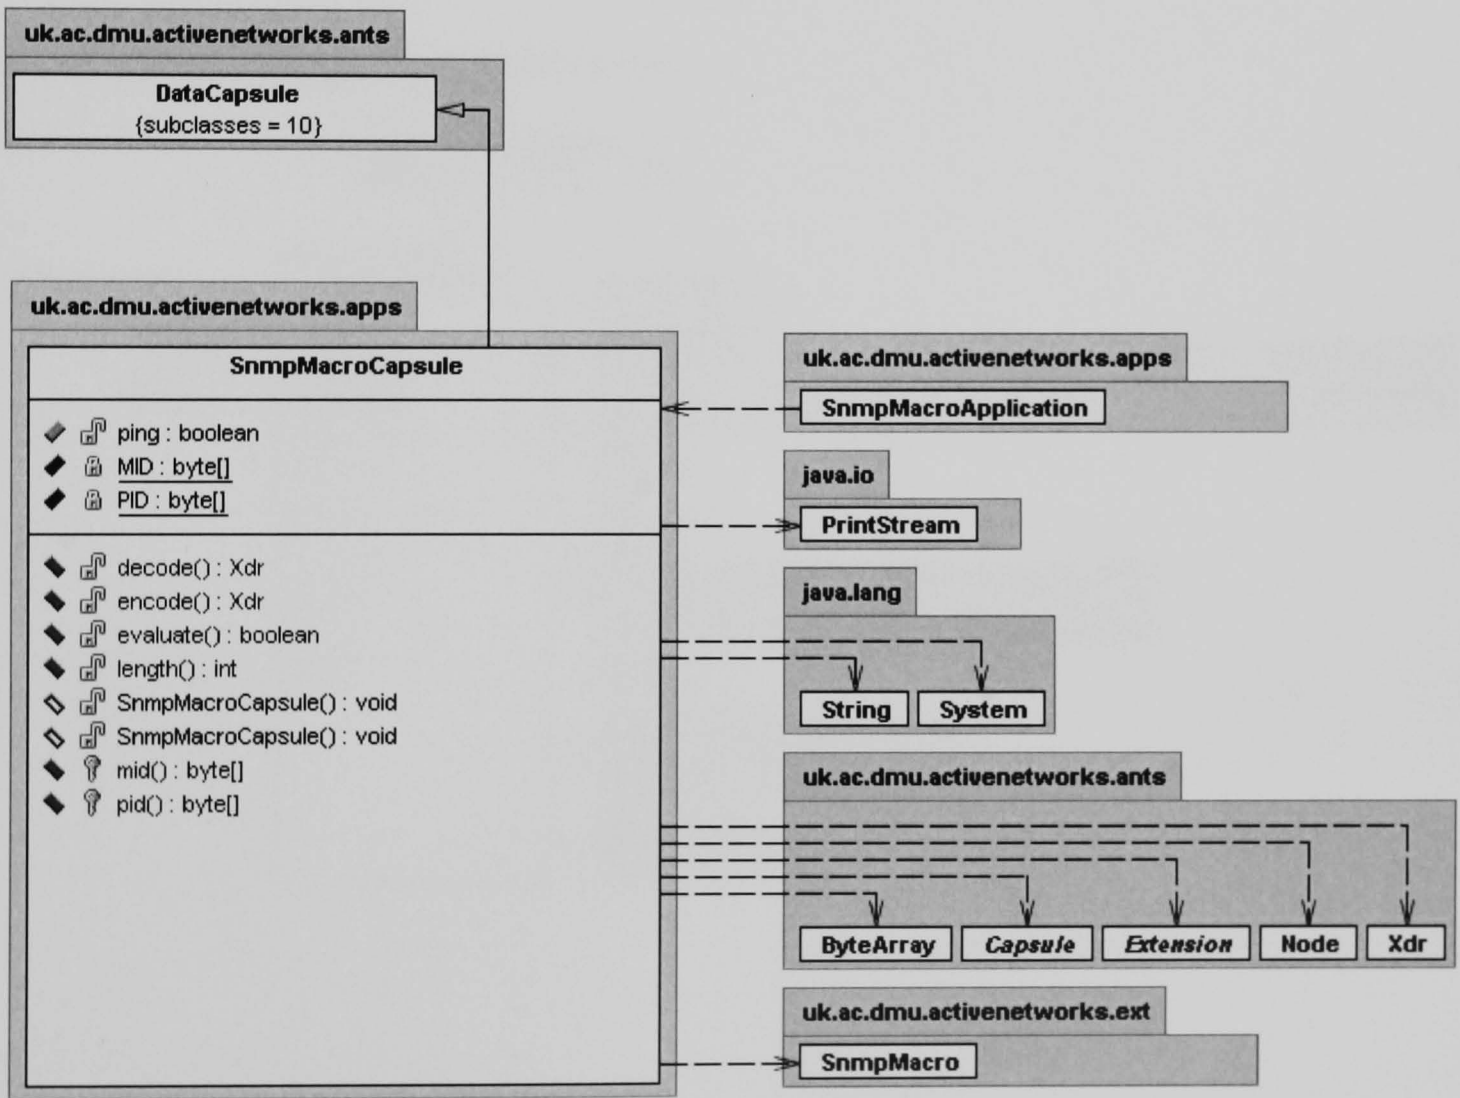 uk.ac.dmu.activenetworks.ants
DataCapsule
{subclasses = 10}
uk.ac.dmu.activenetworks.apps
SnmpMacroCapsule
ping : boolean
MID : byte[]
PID : byte[]
decode() : Xdr
encode() : Xdr
evaluate() : boolean
length() : int
SnmpMacroCapsule() : void
SnmpMacroCapsule() : void
mid() : byte[]
pid() : byte[]
uk.ac.dmu.activenetworks.apps
SnmpMacroApplication
java.io
PrintStream
java.lang
String System
uk.ac.dmu.activenetworks.ants
ByteArray Capsule Extension Node Xdr
uk.ac.dmu.activenetworks.ext
SnmpMacro